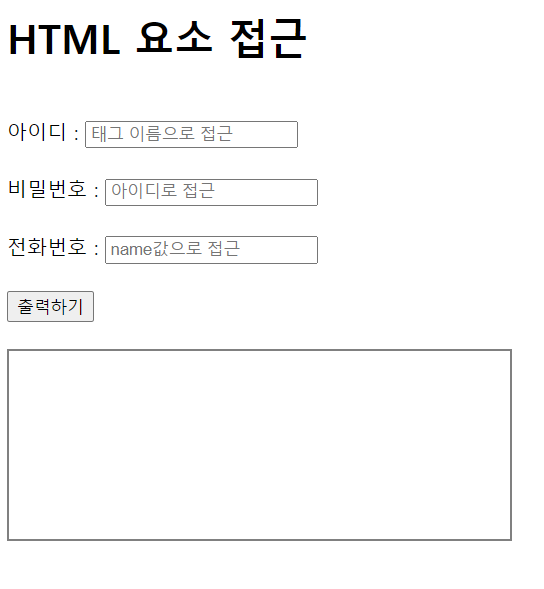 HTML 요소 접근
아이디 : 태그 이름으로 접근
비밀번호 : 아이디로 접근
전화번호 : name값으로 접근
출력하기